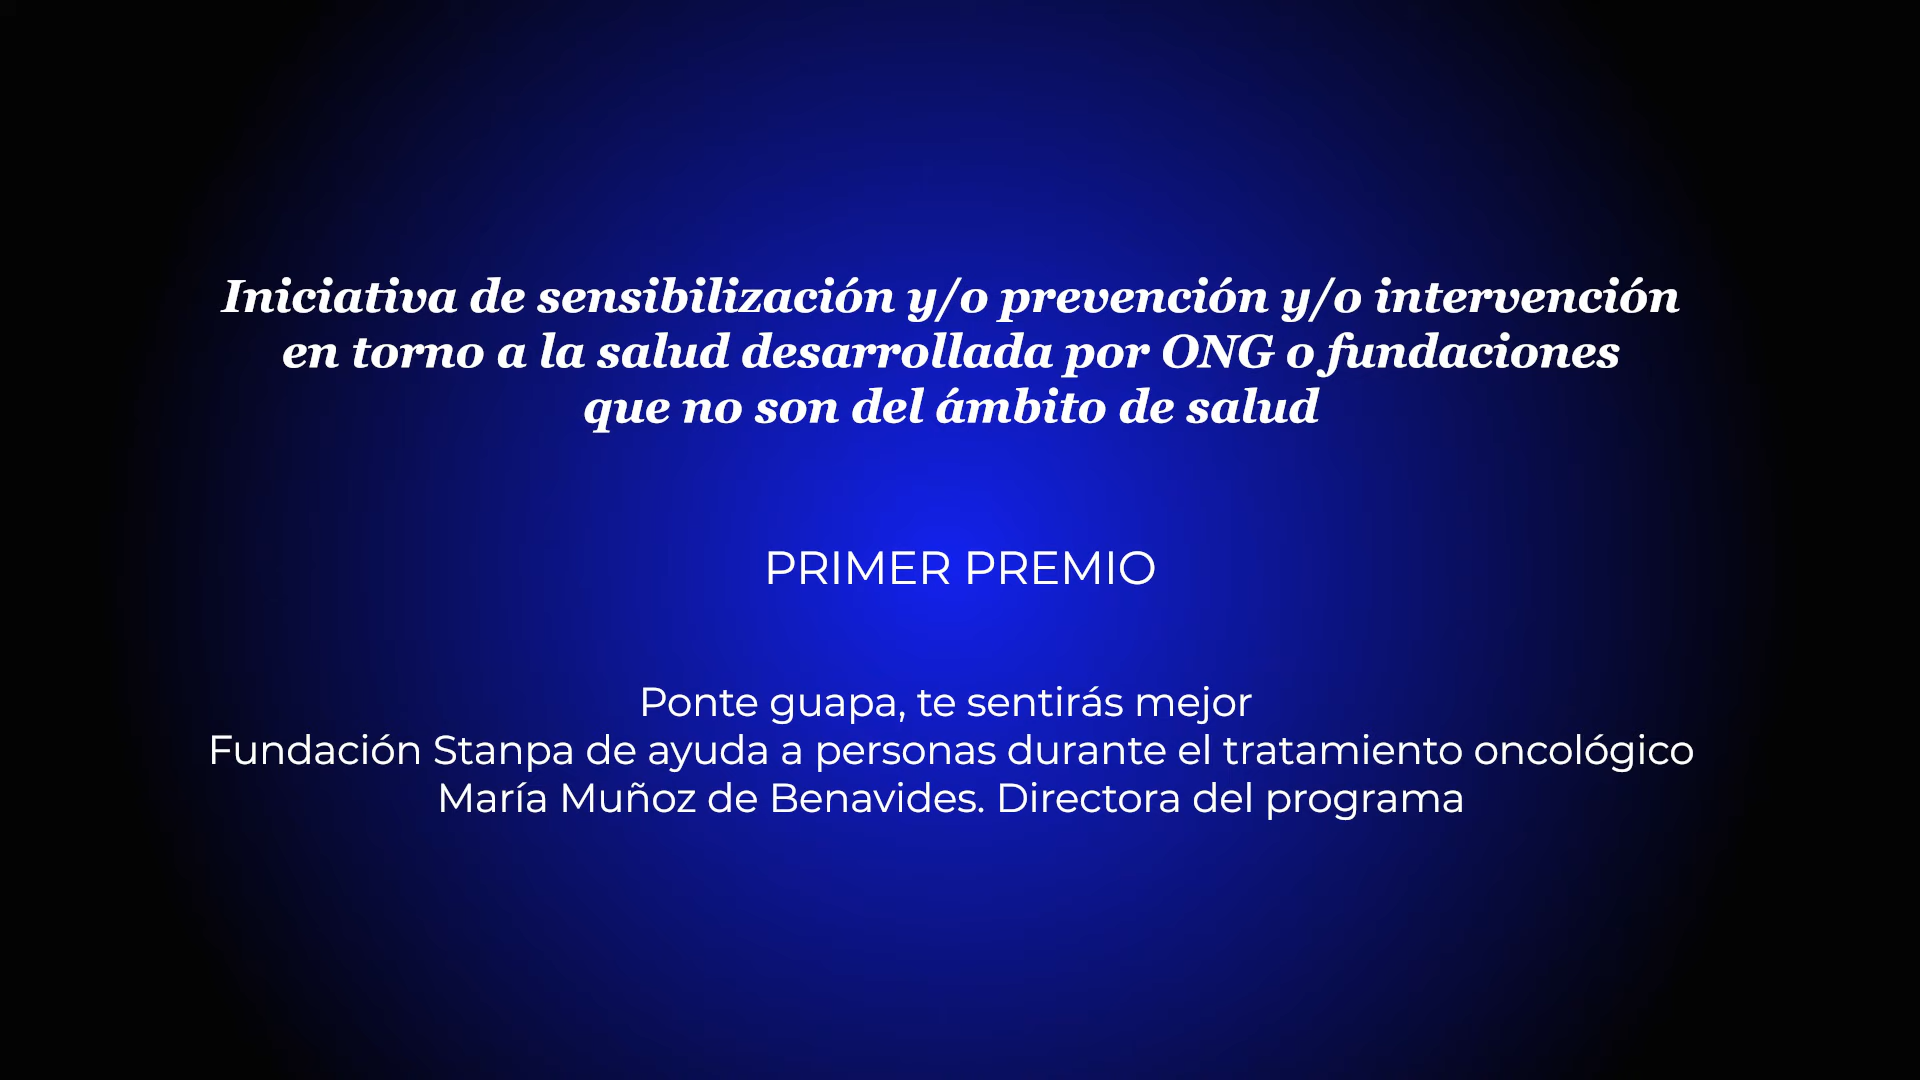 Iniciativa de sensibilización y/o prevención y/o intervención
en torno a la salud desarrollada por ONG o fundaciones
que no son del ámbito de salud
PRIMER PREMIO
Ponte guapa, te sentirás mejor
Fundación Stanpa de ayuda a personas durante el tratamiento oncológico
María Muñoz de Benavides. Directora del programa